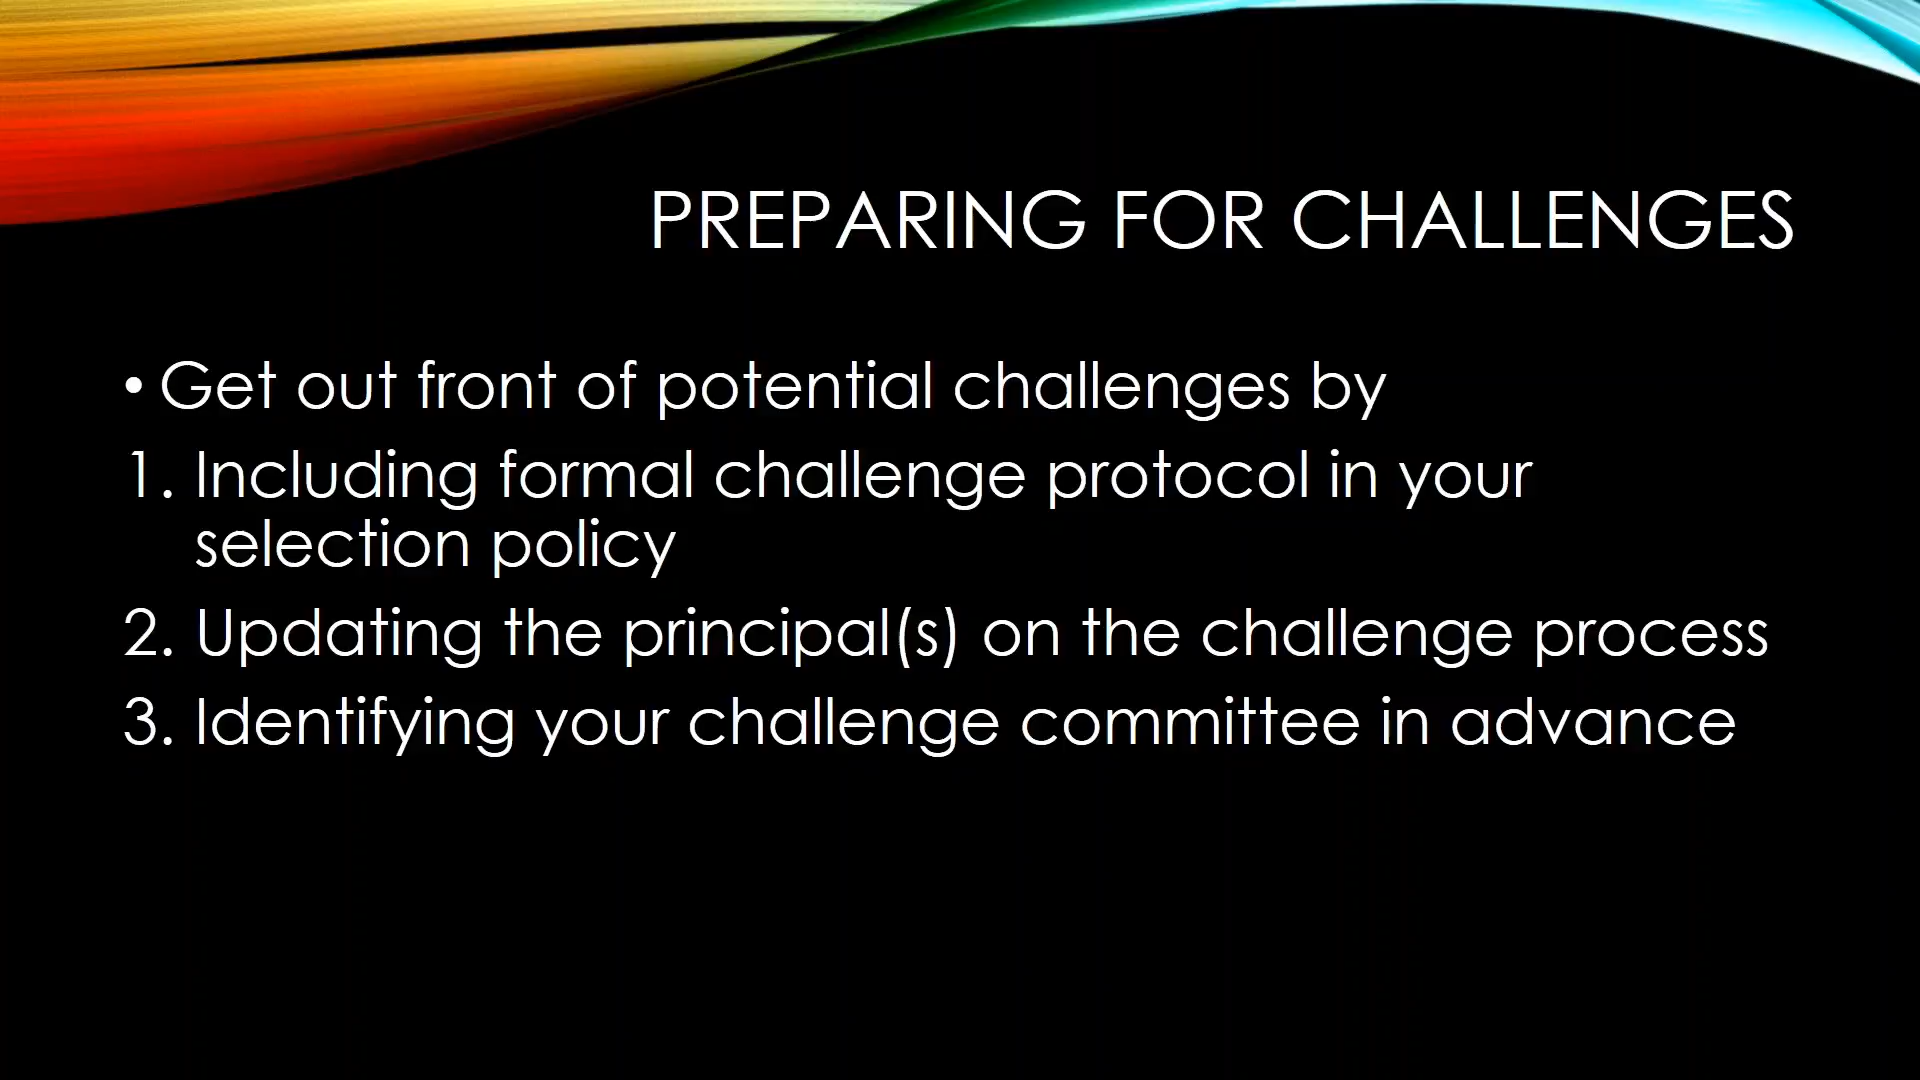 PREPARING FOR CHALLENGES
• Get out front of potential challenges by
1. Including formal challenge protocol in your
selection policy
2. Updating the principal(s) on the challenge process
3. Identifying your challenge committee in advance